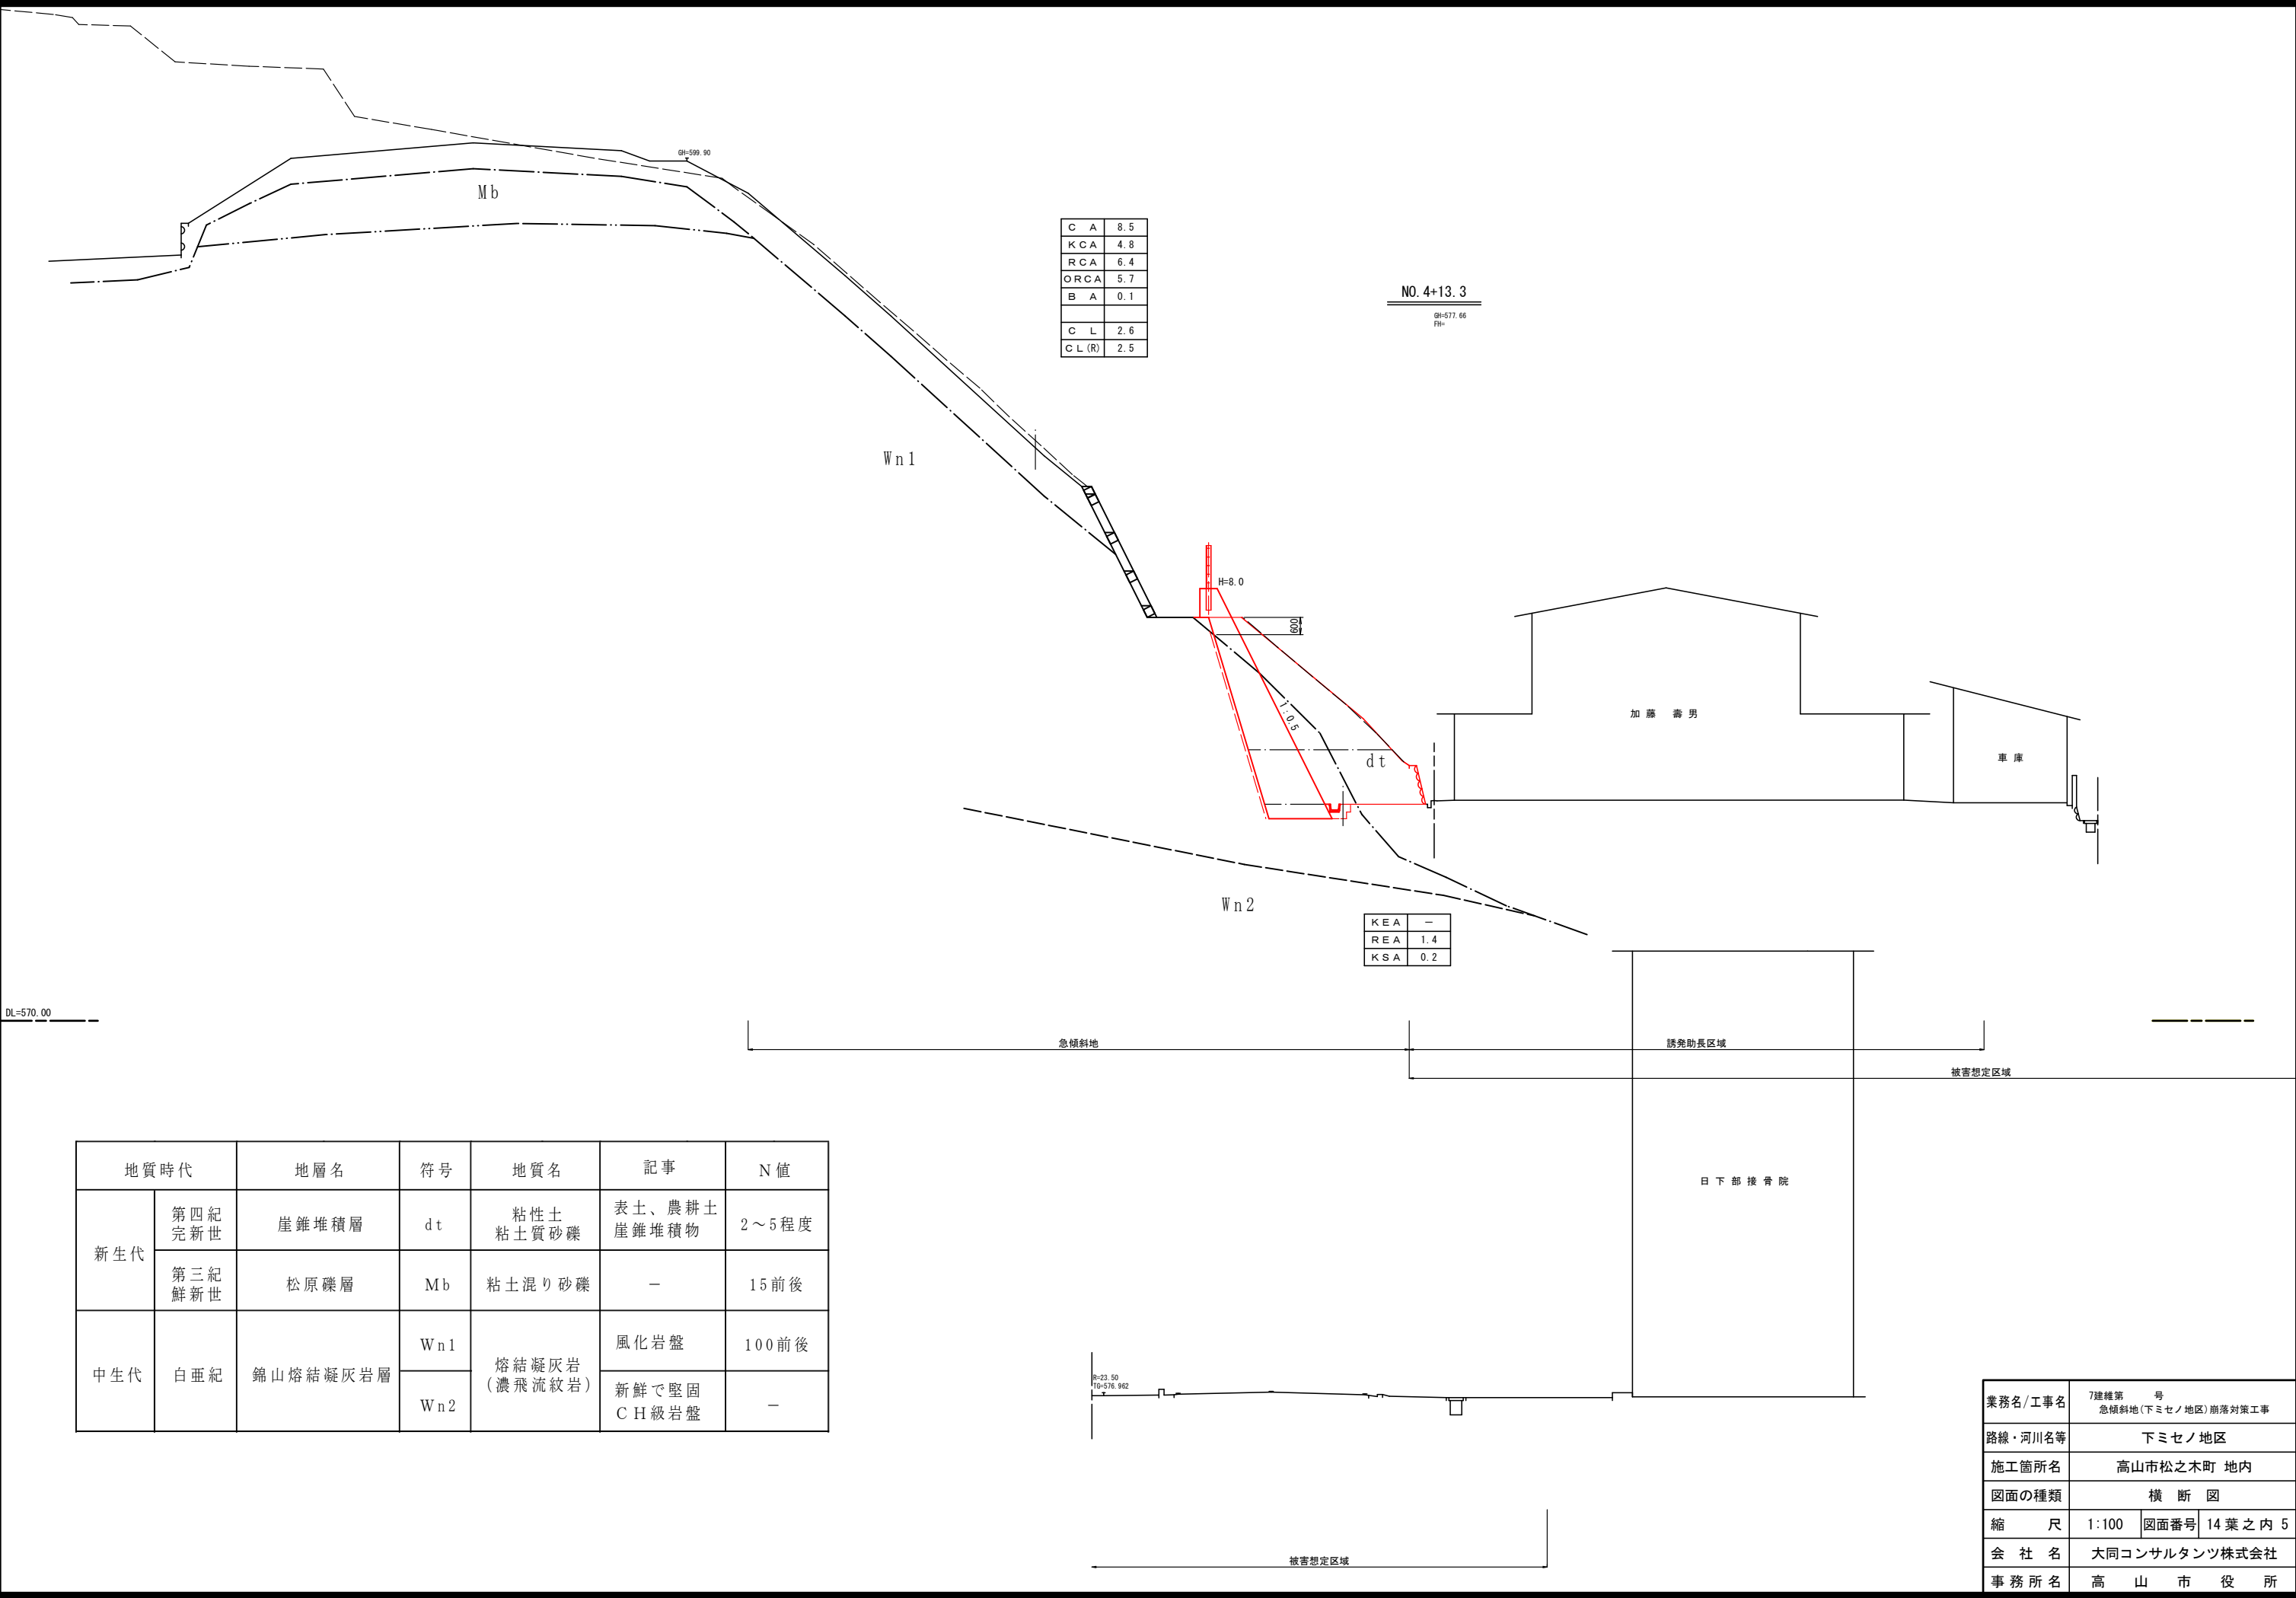 GH=599.90
Mb
C A 8.5
KCA 4.8
RCA 6.4
ORCA 5.7
B A 0.1
C L 2.6
CL(R) 2.5
NO.4+13.3
GH=577.66
FH=
Wn1
H=8.0
600
1:0.5
dt
加藤 壽男
車庫
Wn2
KEA －
REA 1.4
KSA 0.2
DL=570.00
急傾斜地
誘発助長区域
被害想定区域
地質時代 地層名 符号 地質名 記事 N値
新生代 第四紀 完新世 崖錐堆積層 dt 粘性土 粘土質砂礫 表土、農耕土 崖錐堆積物 2～5程度
第三紀 鮮新世 松原礫層 Mb 粘土混り砂礫 － 15前後
中生代 白亜紀 錦山熔結凝灰岩層 Wn1 熔結凝灰岩 (濃飛流紋岩) 風化岩盤 100前後
Wn2 新鮮で堅固 CH級岩盤 －
日下部接骨院
R=23.50
TG=576.962
被害想定区域
業務名/工事名 7建維第 号
急傾斜地(下ミセノ地区)崩落対策工事
路線・河川名等 下ミセノ地区
施工箇所名 高山市松之木町 地内
図面の種類 横 断 図
縮 尺 1:100 図面番号 14葉之内 5
会 社 名 大同コンサルタンツ株式会社
事務所名 高 山 市 役 所